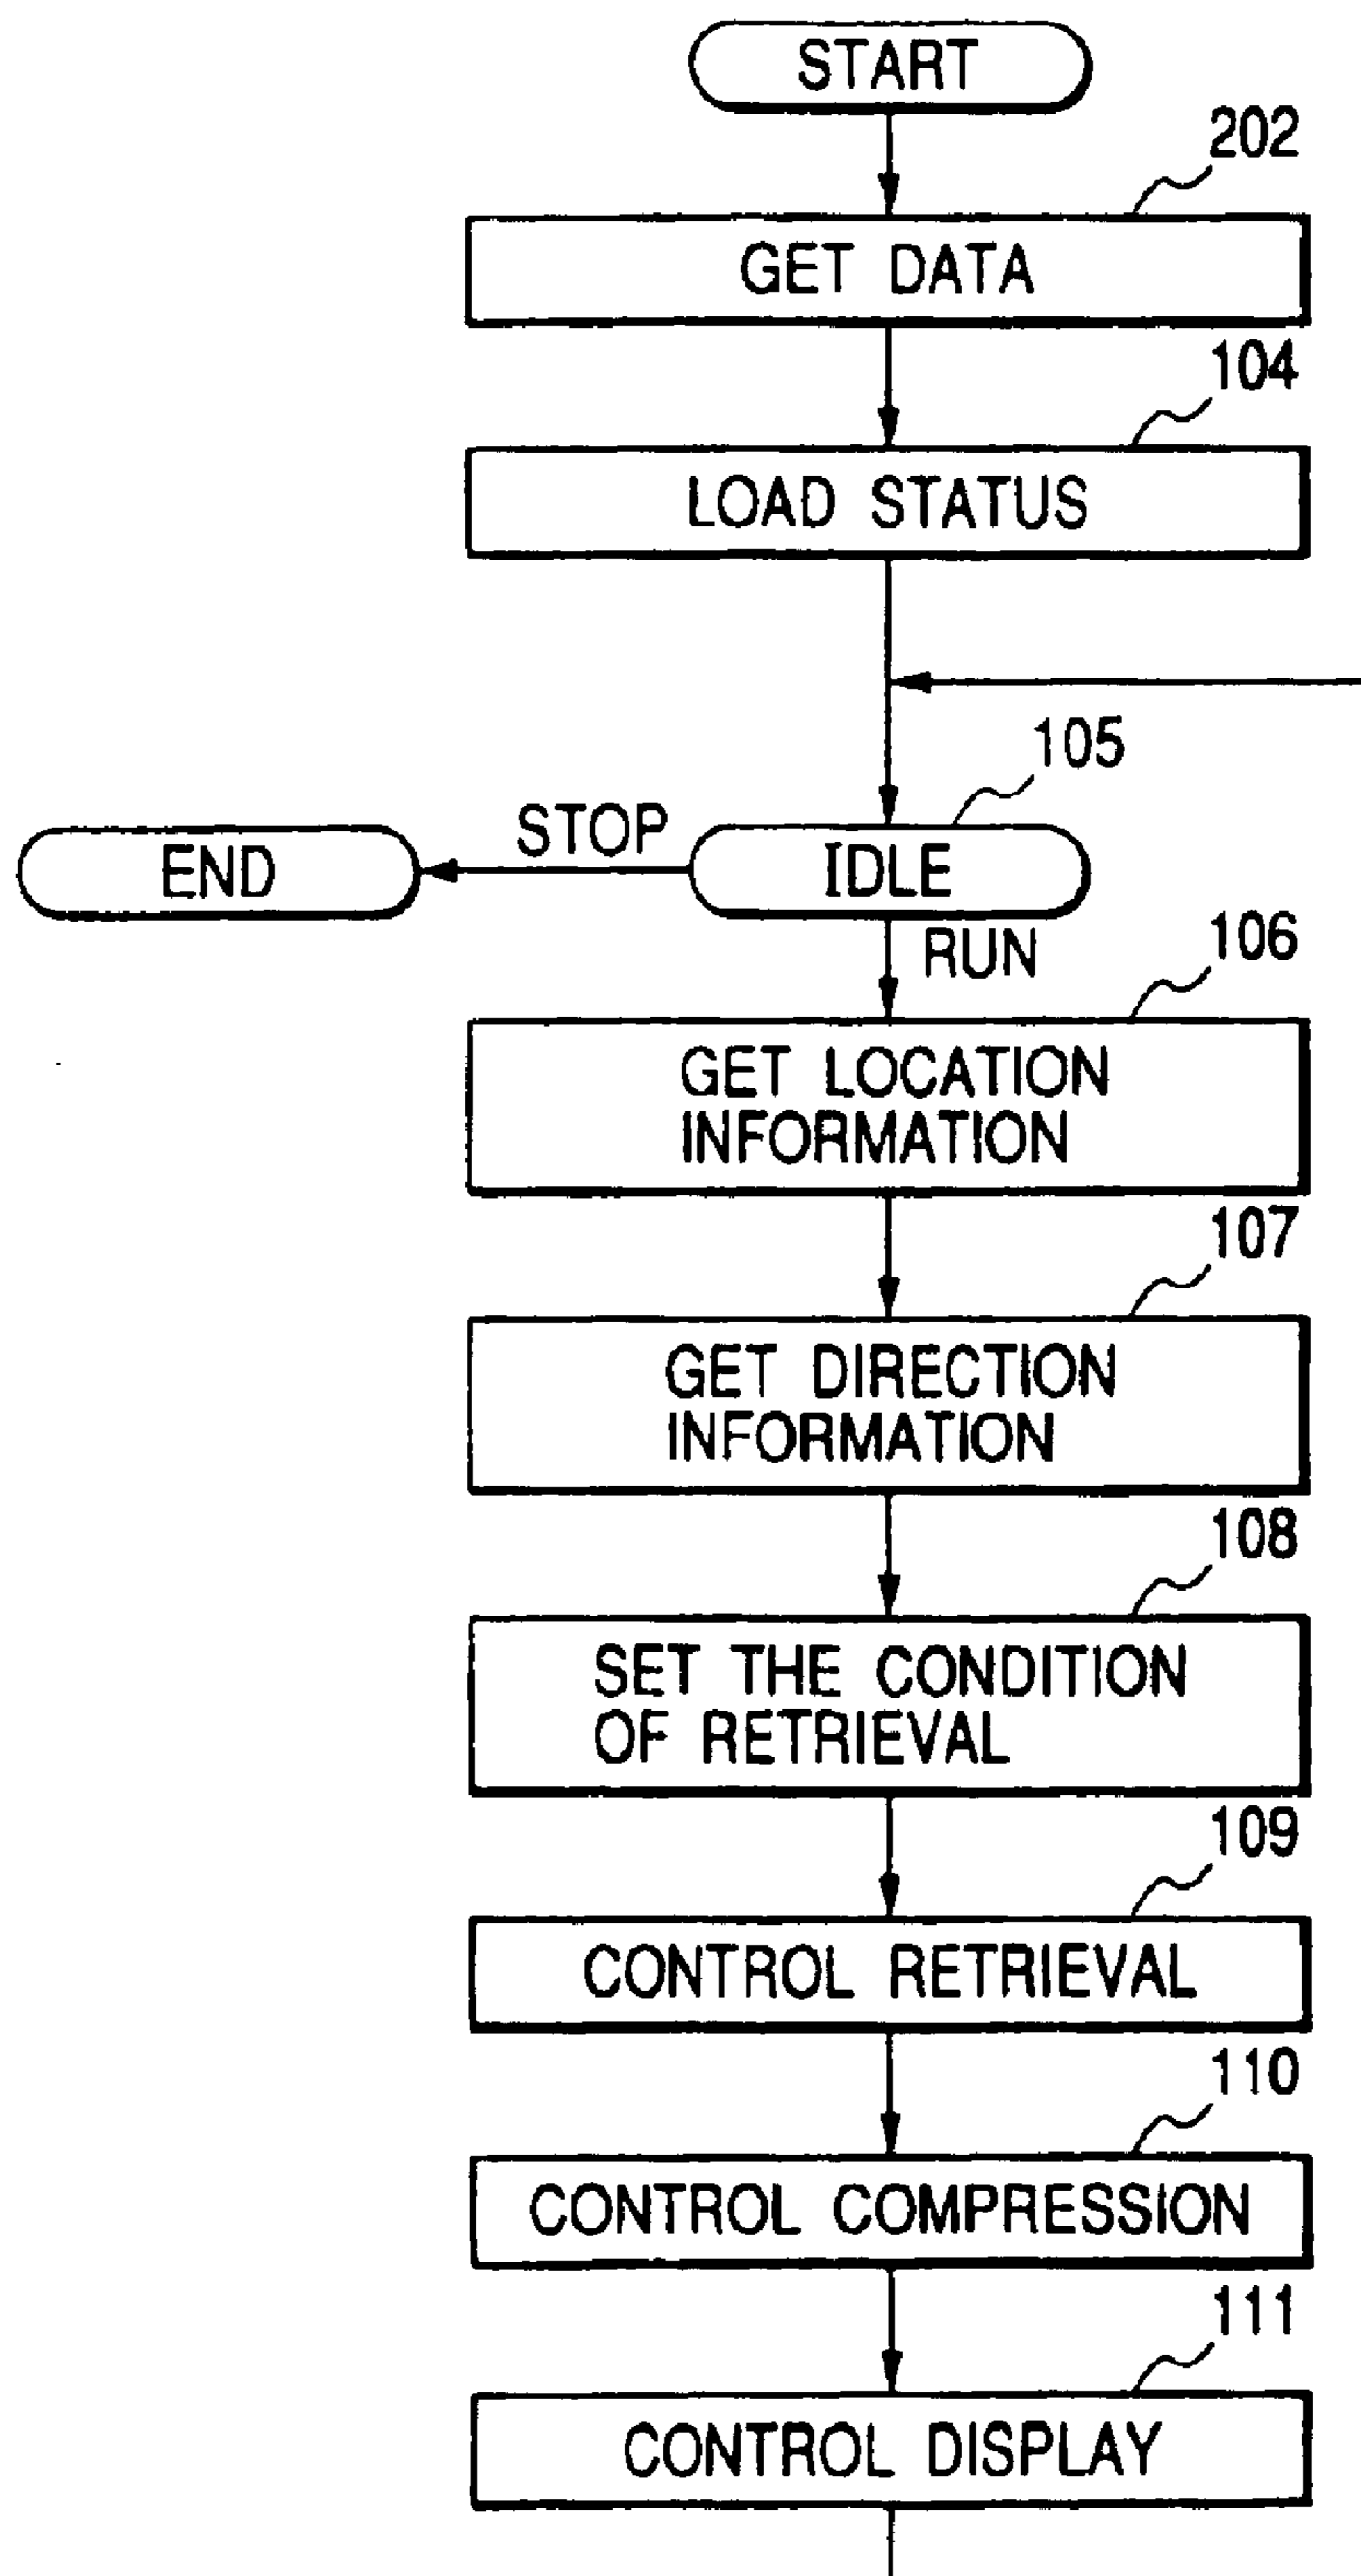 START
202
GET DATA
104
LOAD STATUS
105
END
STOP
IDLE
RUN
106
GET LOCATION
INFORMATION
107
GET DIRECTION
INFORMATION
108
SET THE CONDITION
OF RETRIEVAL
109
CONTROL RETRIEVAL
110
CONTROL COMPRESSION
111
CONTROL DISPLAY